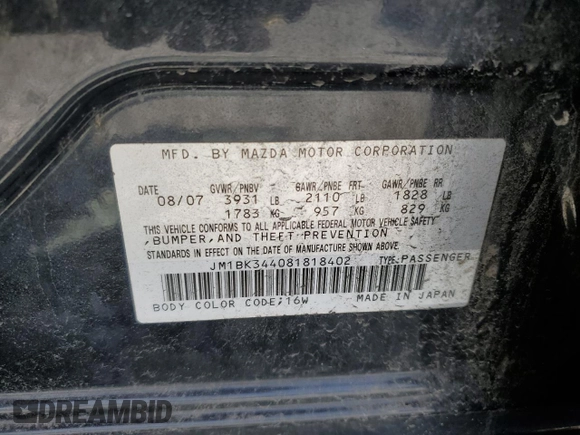 MFD. BY MAZDA MOTOR CORPORATION
DATE GVWR/PNBV GAWR/PNBE FRT GAWR/PNBE RR
08/07 3931 LB 2110 LB 1828 LB
1783 KG 957 KG 829 KG
THIS VEHICLE CONFORMS TO ALL APPLICABLE FEDERAL MOTOR VEHICLE SAFETY
,BUMPER,AND THEFT PREVENTION
STANDARDS IN EFFECT ON THE DATE OF MANUFACTURE SHOWN ABOVE.
JM1BK344081818402 TYPE:PASSENGER
BODY COLOR CODE;16W MADE IN JAPAN
DREAMBID